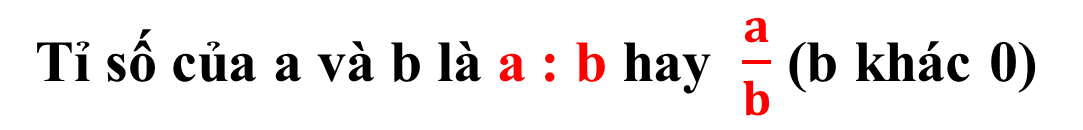 Tỉ số của a và b là a : b hay a/b (b khác 0)